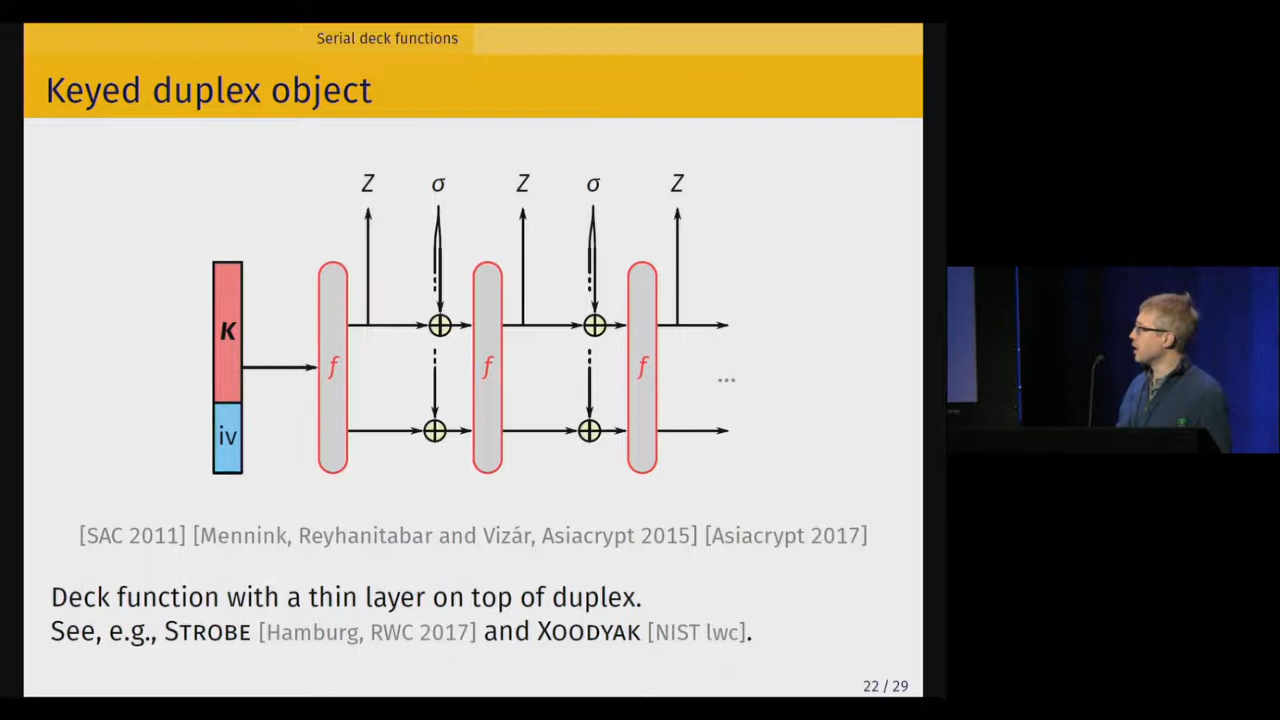 Serial deck functions
Keyed duplex object
Z σ Z σ Z
K
iv
f f f
...
[SAC 2011] [Mennink, Reyhanitabar and Vizár, Asiacrypt 2015] [Asiacrypt 2017]
Deck function with a thin layer on top of duplex.
See, e.g., STROBE [Hamburg, RWC 2017] and XOODYAK [NIST lwc].
22 / 29